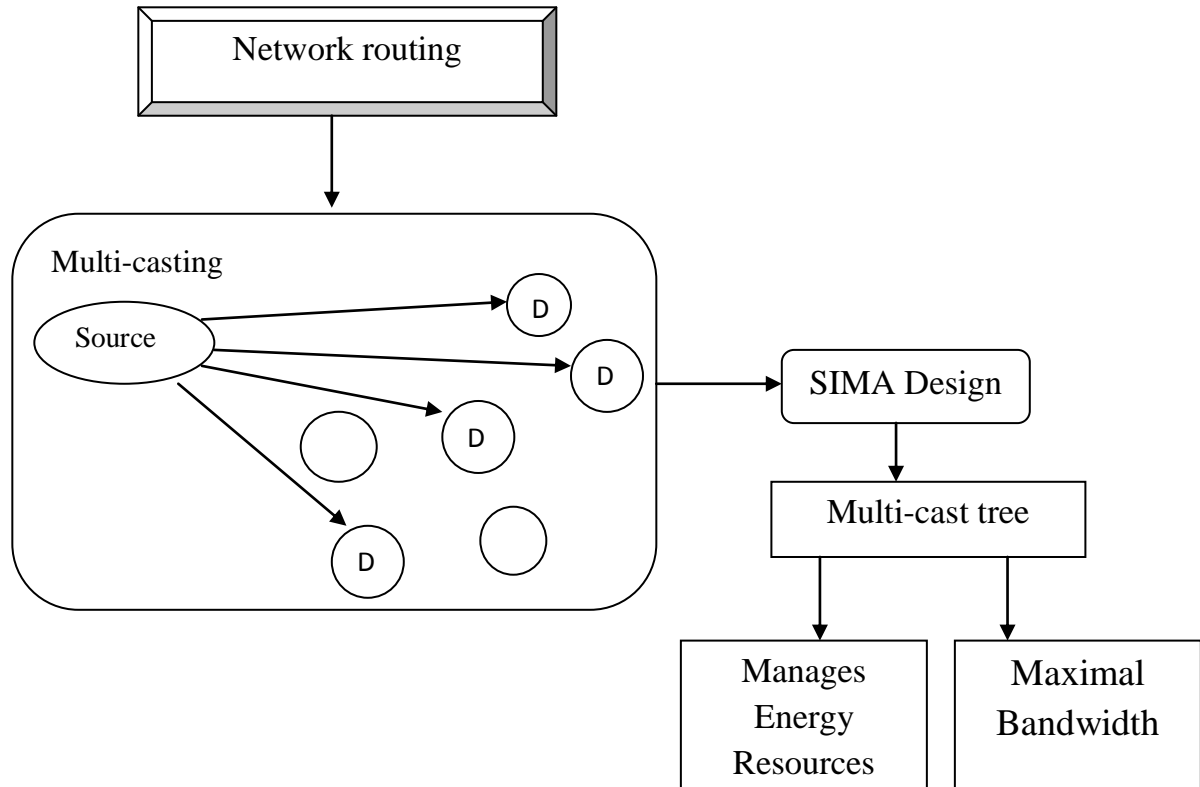 Network routing
Multi-casting
Source
D
D
D
D
SIMA Design
Multi-cast tree
Manages
Energy
Resources
Maximal
Bandwidth